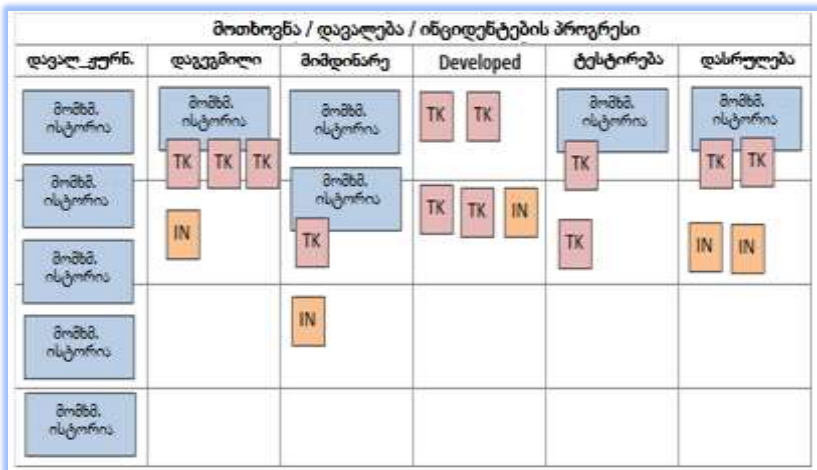 მოთხოვნა / დავალება / ინციდენტების პროგრესი
დავალ_ჟურნ. დაგეგმილი მიმდინარე Developed ტესტირება დასრულება
მომხმ.
ისტორია
მომხმ.
ისტორია
მომხმ.
ისტორია
მომხმ.
ისტორია
მომხმ.
ისტორია
მომხმ.
ისტორია
TK TK TK
IN
მომხმ.
ისტორია
მომხმ.
ისტორია
TK
IN
TK TK
TK TK IN
მომხმ.
ისტორია
TK
TK
მომხმ.
ისტორია
TK TK
IN IN